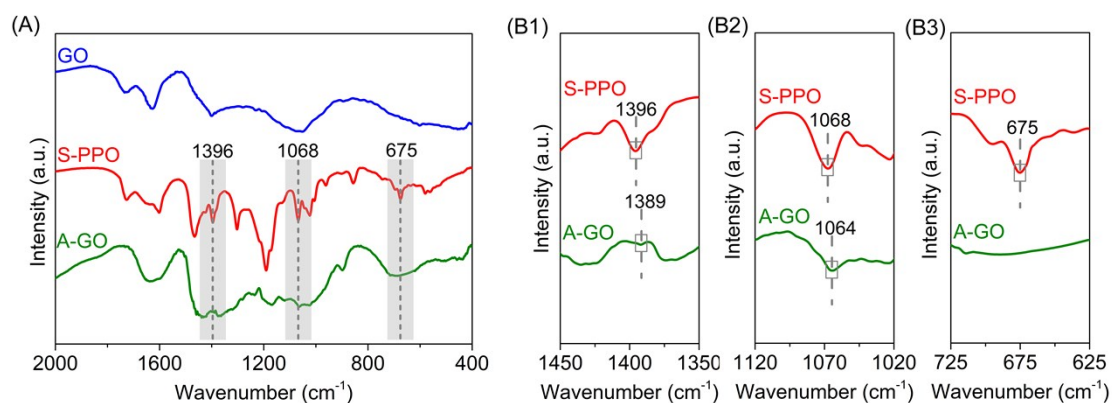 (A)
GO
S-PPO
A-GO
1396
1068
675
Intensity (a.u.)
2000
1600
1200
800
400
Wavenumber (cm⁻¹)
(B1)
S-PPO
1396
1389
A-GO
Intensity (a.u.)
1450
1400
1350
Wavenumber (cm⁻¹)
(B2)
S-PPO
1068
A-GO
1064
1120
1070
1020
Wavenumber (cm⁻¹)
(B3)
S-PPO
675
A-GO
725
675
625
Wavenumber (cm⁻¹)